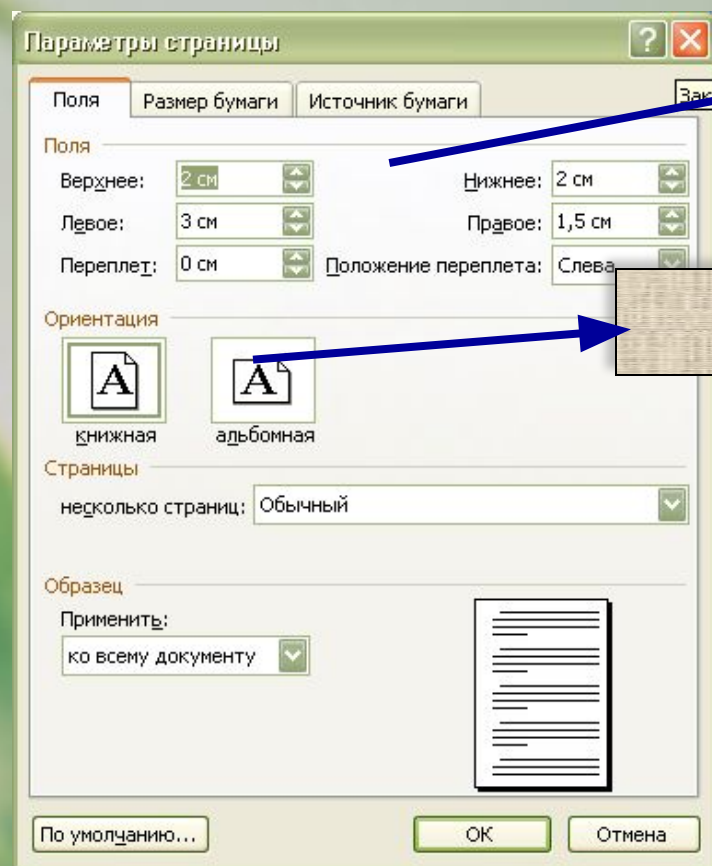 Параметры страницы
Поля Размер бумаги Источник бумаги
Поля
Верхнее: 2 см Нижнее: 2 см
Левое: 3 см Правое: 1,5 см
Переплет: 0 см Положение переплета: Слева
Ориентация
A A
книжная альбомная
Страницы
несколько страниц: Обычный
Образец
Применить:
ко всему документу
По умолчанию... ОК Отмена